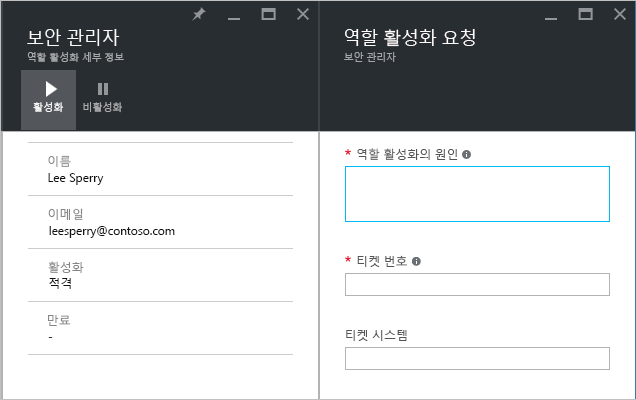 보안 관리자
역할 활성화 세부 정보
활성화
비활성화
이름
Lee Sperry
이메일
leesperry@contoso.com
활성화
적격
만료
-
역할 활성화 요청
보안 관리자
* 역할 활성화의 원인
* 티켓 번호
티켓 시스템